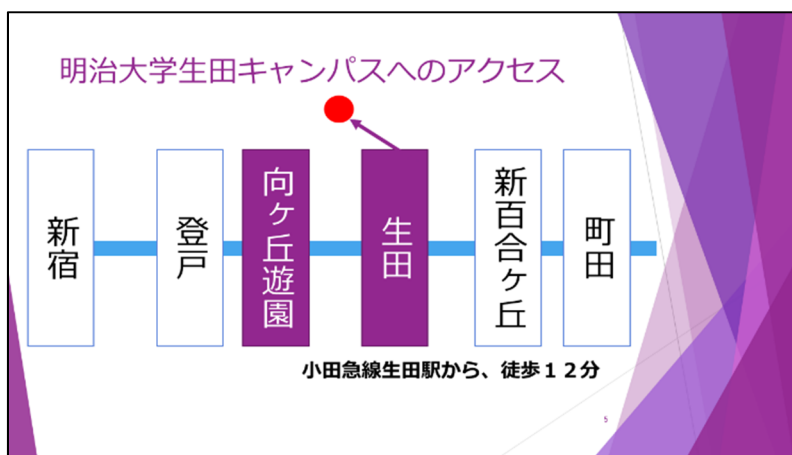 明治大学生田キャンパスへのアクセス
新宿
登戸
向ヶ丘遊園
生田
新百合ヶ丘
町田
小田急線生田駅から、徒歩１２分
5